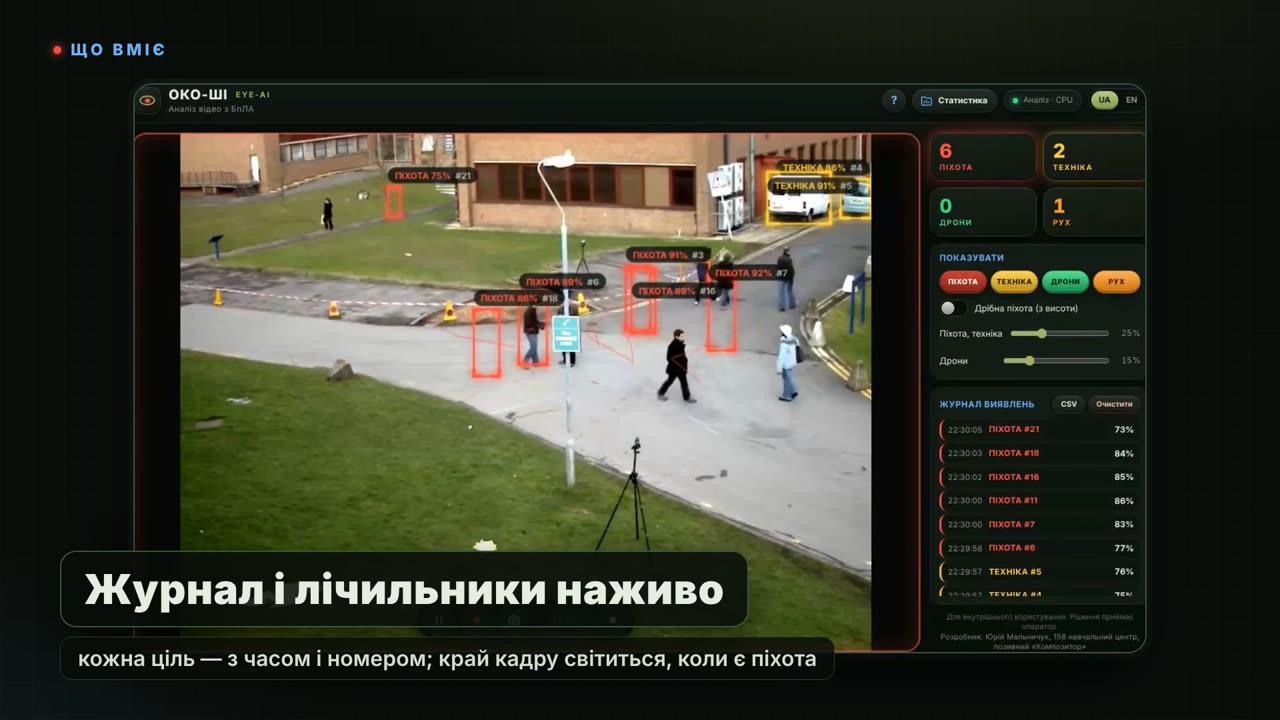 ЩО ВМІЄ
ОКО-ШІ EYE-AI
Аналіз відео з БпЛА
?
Статистика
Аналіз · CPU
UA
EN
ПІХОТА 75% #21
ТЕХНІКА 86% #4
ТЕХНІКА 91% #5
ПІХОТА 91% #3
ПІХОТА 92% #7
ПІХОТА 89% #6
ПІХОТА 89% #16
ПІХОТА 86% #18
6
ПІХОТА
2
ТЕХНІКА
0
ДРОНИ
1
РУХ
ПОКАЗУВАТИ
ПІХОТА
ТЕХНІКА
ДРОНИ
РУХ
Дрібна піхота (з висоти)
Піхота, техніка 25%
Дрони 15%
ЖУРНАЛ ВИЯВЛЕНЬ
CSV
Очистити
22:30:05 ПІХОТА #21 73%
22:30:03 ПІХОТА #18 84%
22:30:02 ПІХОТА #16 85%
22:30:00 ПІХОТА #11 86%
22:30:00 ПІХОТА #7 83%
22:29:58 ПІХОТА #6 77%
22:29:57 ТЕХНІКА #5 76%
22:29:57 ТЕХНІКА #4 75%
Для внутрішнього користування. Рішення приймає
оператор.
Розробник: Юрій Мельничук, 158 навчальний центр,
позивний «Композитор»
Журнал і лічильники наживо
кожна ціль — з часом і номером; край кадру світиться, коли є піхота